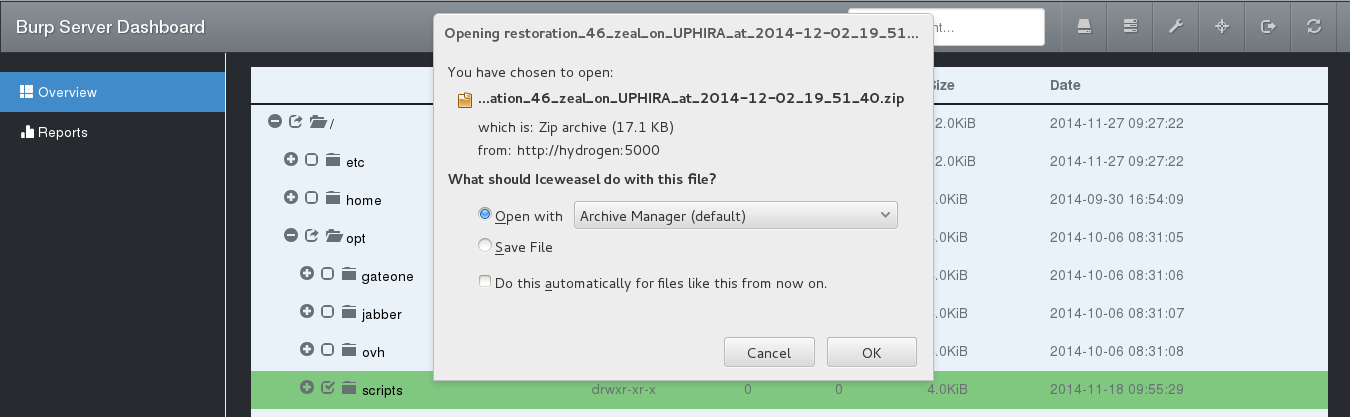 Burp Server Dashboard
nt...
Opening restoration_46_zeal_on_UPHIRA_at_2014-12-02_19_51...
You have chosen to open:
...ation_46_zeal_on_UPHIRA_at_2014-12-02_19_51_40.zip
which is: Zip archive (17.1 KB)
from: http://hydrogen:5000
What should Iceweasel do with this file?
Open with Archive Manager (default)
Save File
Do this automatically for files like this from now on.
Cancel OK
Overview
Reports
Size Date
/ 2.0KiB 2014-11-27 09:27:22
etc 2.0KiB 2014-11-27 09:27:22
home .0KiB 2014-09-30 16:54:09
opt .0KiB 2014-10-06 08:31:05
gateone .0KiB 2014-10-06 08:31:06
jabber .0KiB 2014-10-06 08:31:07
ovh .0KiB 2014-10-06 08:31:08
scripts drwxr-xr-x 0 0 4.0KiB 2014-11-18 09:55:29